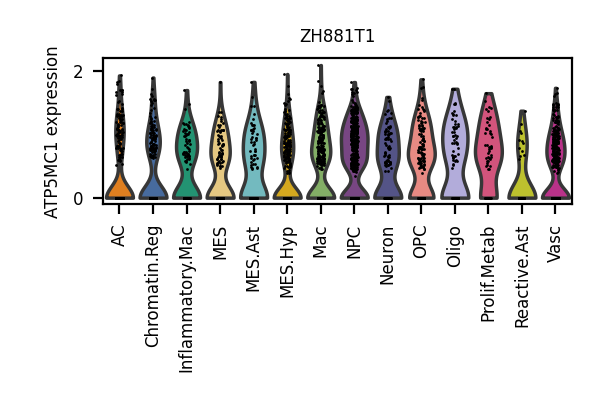 ZH881T1
ATP5MC1 expression
2
0
AC
Chromatin.Reg
Inflammatory.Mac
MES
MES.Ast
MES.Hyp
Mac
NPC
Neuron
OPC
Oligo
Prolif.Metab
Reactive.Ast
Vasc